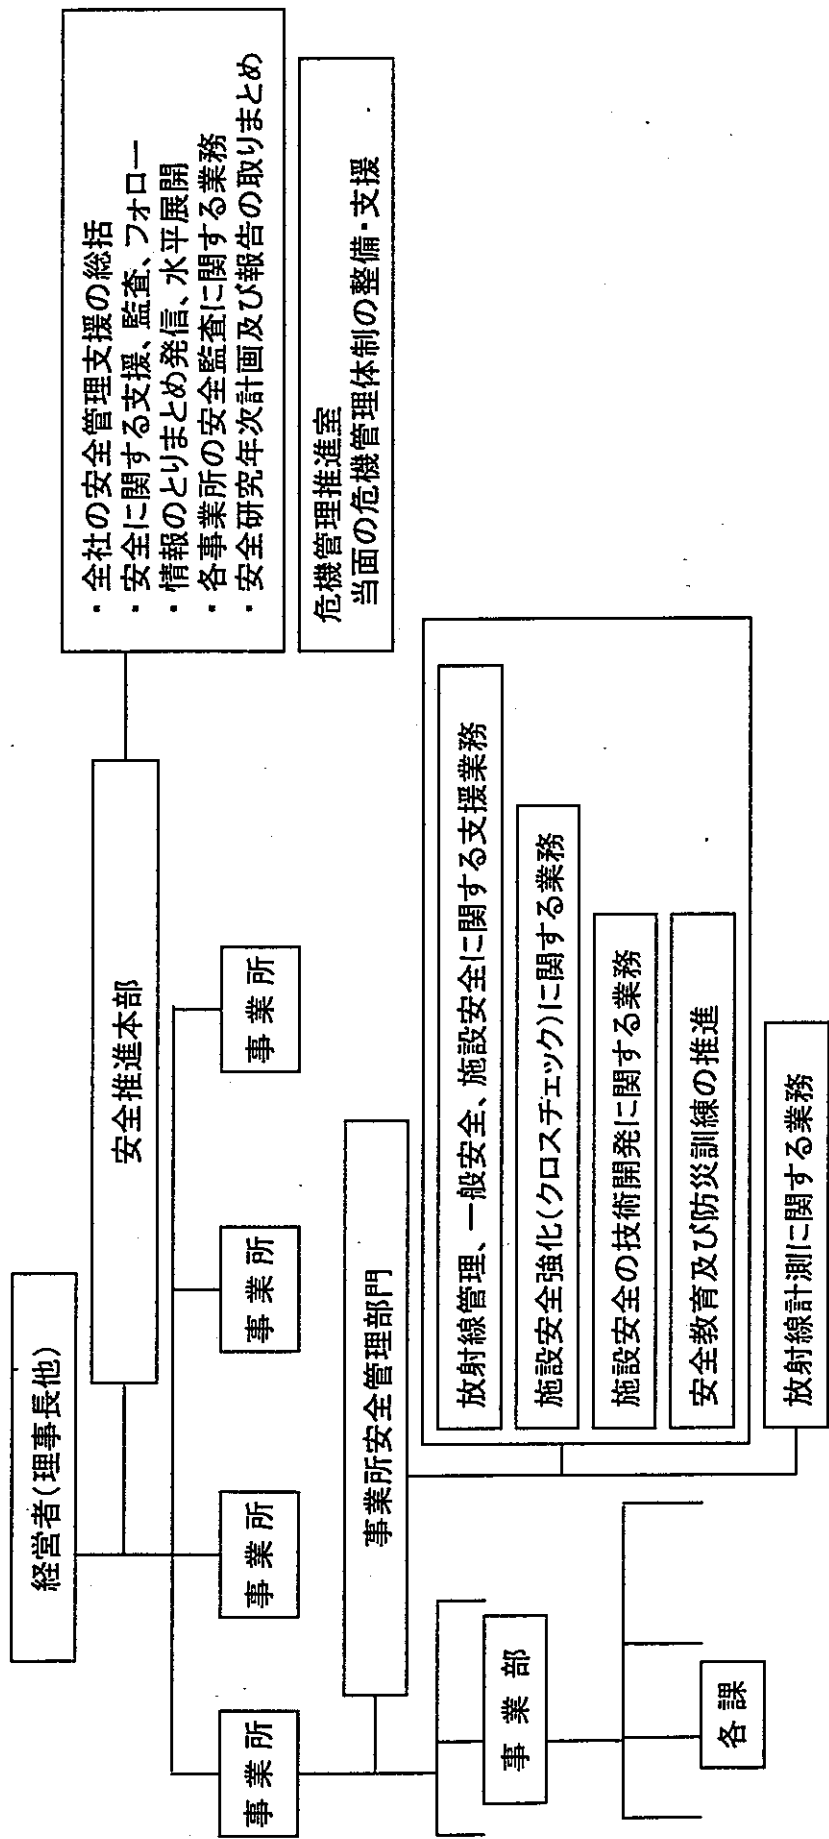 経営者(理事長他)
安全推進本部
・全社の安全管理支援の総括
・安全に関する支援、監査、フォロー
・情報のとりまとめ発信、水平展開
・各事業所の安全監査に関する業務
・安全研究年次計画及び報告の取りまとめ
危機管理推進室
当面の危機管理体制の整備・支援
事業所
事業所
事業所
事業所
事業所安全管理部門
放射線管理、一般安全、施設安全に関する支援業務
施設安全強化(クロスチェック)に関する業務
施設安全の技術開発に関する業務
安全教育及び防災訓練の推進
放射線計測に関する業務
事業部
各課